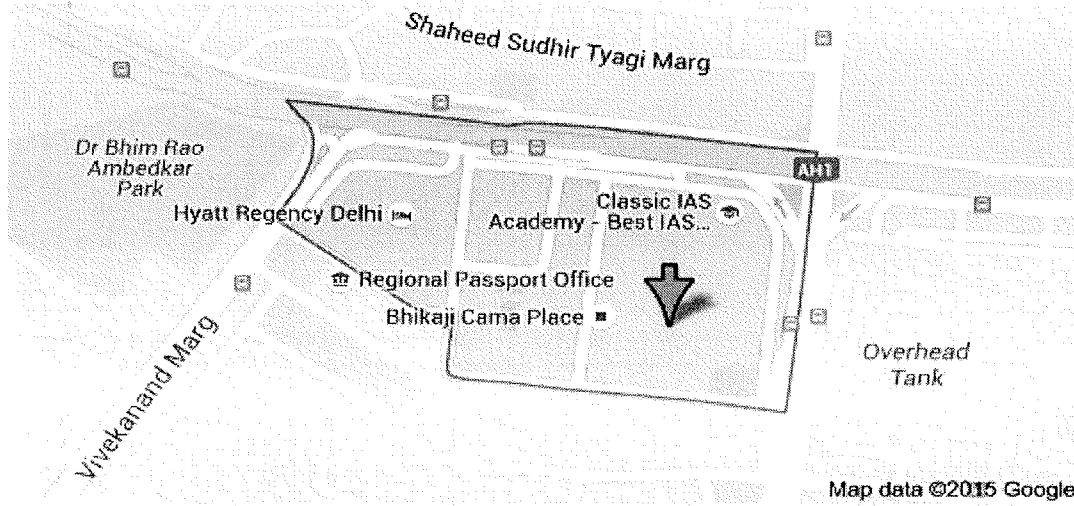 Shaheed Sudhir Tyagi Marg
Dr Bhim Rao
Ambedkar
Park
AH1
Hyatt Regency Delhi
Classic IAS
Academy - Best IAS...
Regional Passport Office
Bhikaji Cama Place
Vivekanand Marg
Overhead
Tank
Map data ©2015 Google